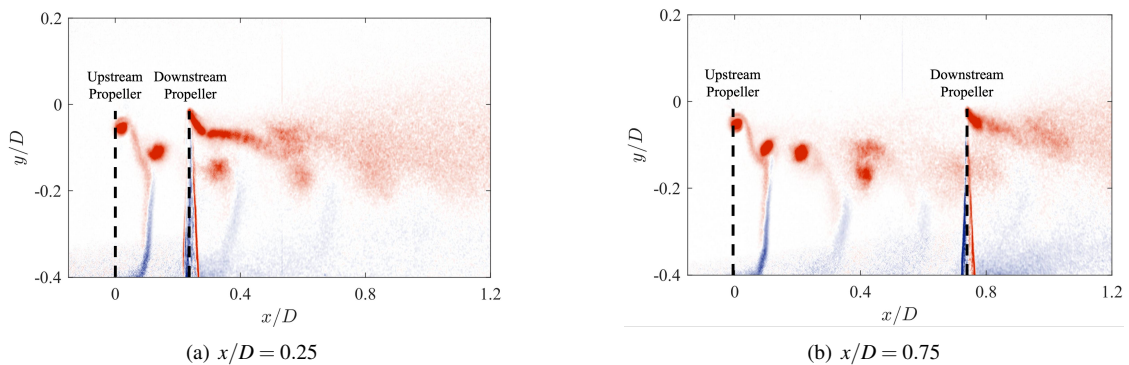 0.2
0
-0.2
-0.4
y/D
Upstream
Propeller
Downstream
Propeller
0
0.4
0.8
1.2
x/D
(a) x/D = 0.25
0.2
0
-0.2
-0.4
y/D
Upstream
Propeller
Downstream
Propeller
0
0.4
0.8
1.2
x/D
(b) x/D = 0.75